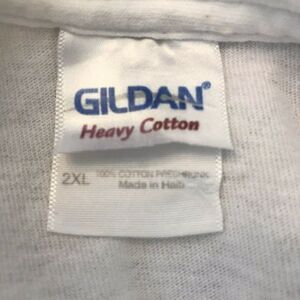 GILDAN®
Heavy Cotton
2XL 100% COTTON PRESHRUNK
Made in Haiti